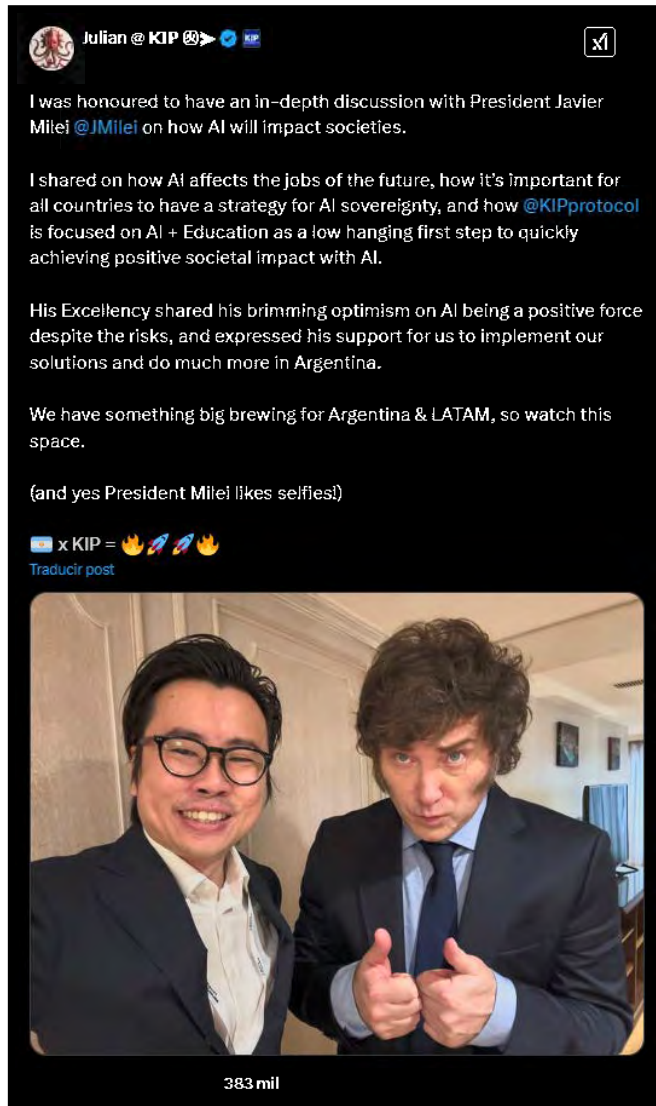 Julian @ KIP
KIP
I was honoured to have an in-depth discussion with President Javier
Milei @JMilei on how AI will impact societies.
I shared on how AI affects the jobs of the future, how it's important for
all countries to have a strategy for AI sovereignty, and how @KIPprotocol
is focused on AI + Education as a low hanging first step to quickly
achieving positive societal impact with AI.
His Excellency shared his brimming optimism on AI being a positive force
despite the risks, and expressed his support for us to implement our
solutions and do much more in Argentina.
We have something big brewing for Argentina & LATAM, so watch this
space.
(and yes President Milei likes selfies!)
🇦🇷 x KIP = 🔥🚀🚀🔥
Traducir post
383 mil